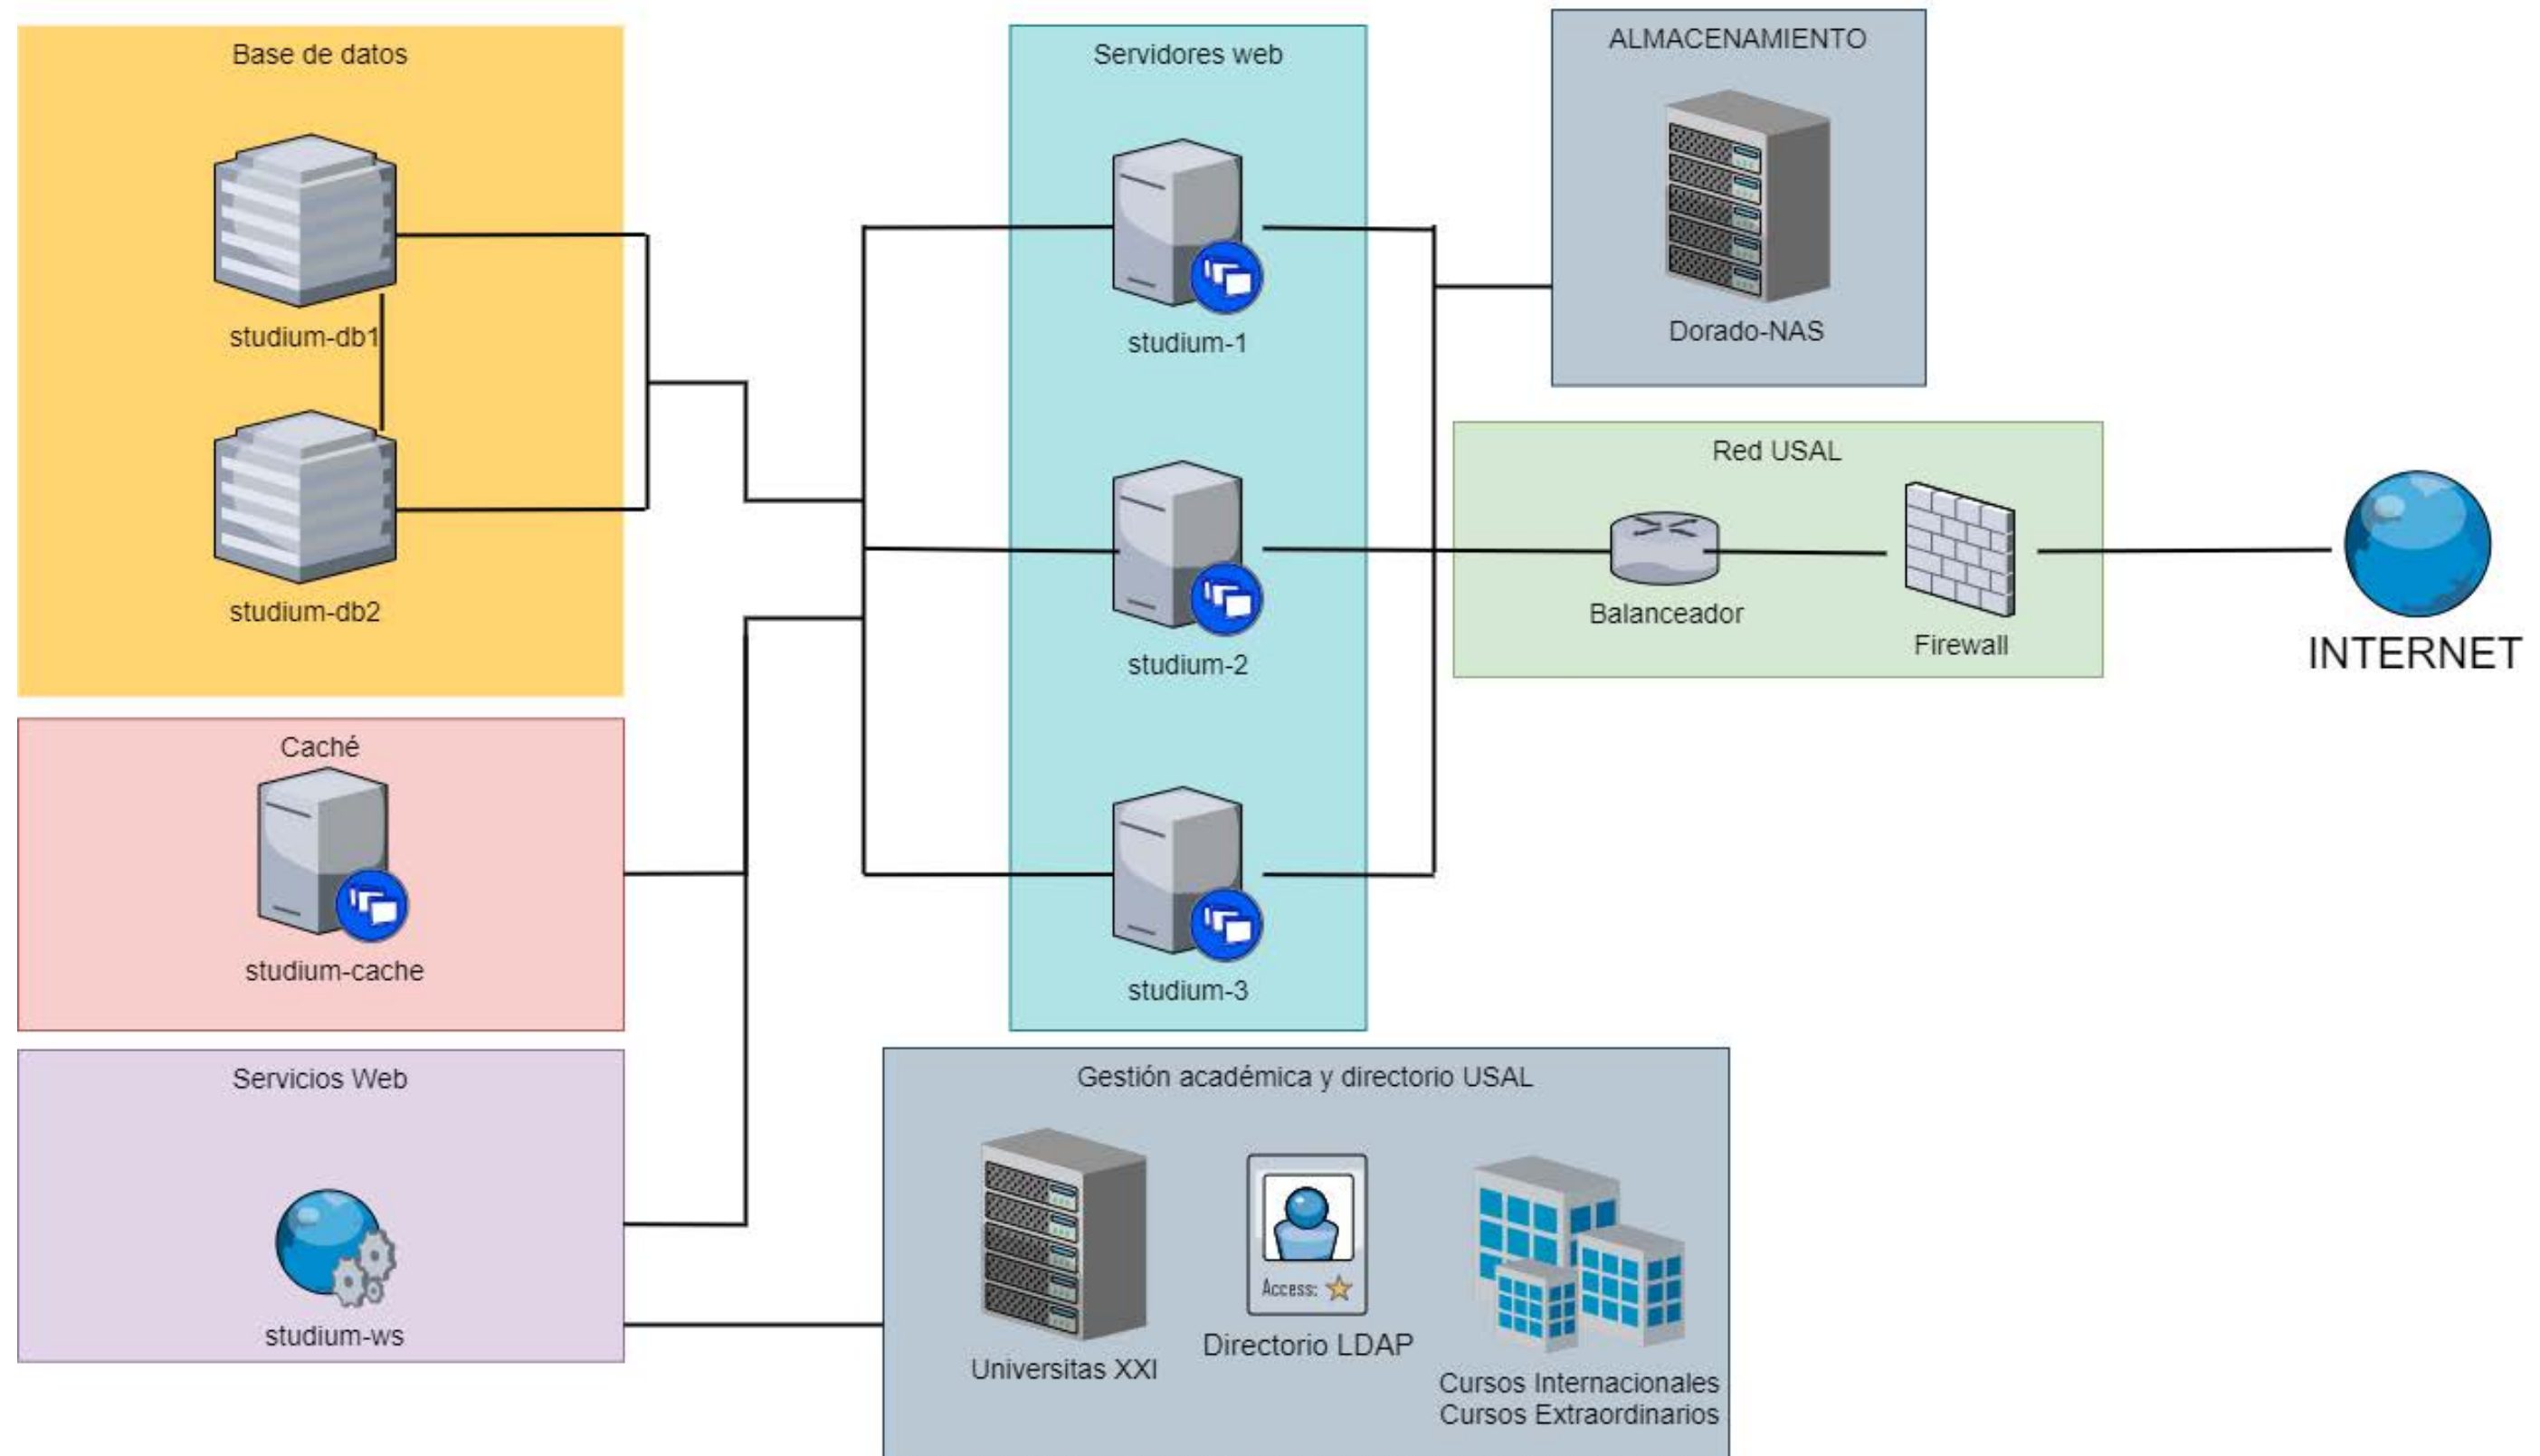 Base de datos
studium-db1
studium-db2
Caché
studium-cache
Servicios Web
studium-ws
Servidores web
studium-1
studium-2
studium-3
ALMACENAMIENTO
Dorado-NAS
Red USAL
Balanceador
Firewall
INTERNET
Gestión académica y directorio USAL
Universitas XXI
Access:
Directorio LDAP
Cursos Internacionales
Cursos Extraordinarios